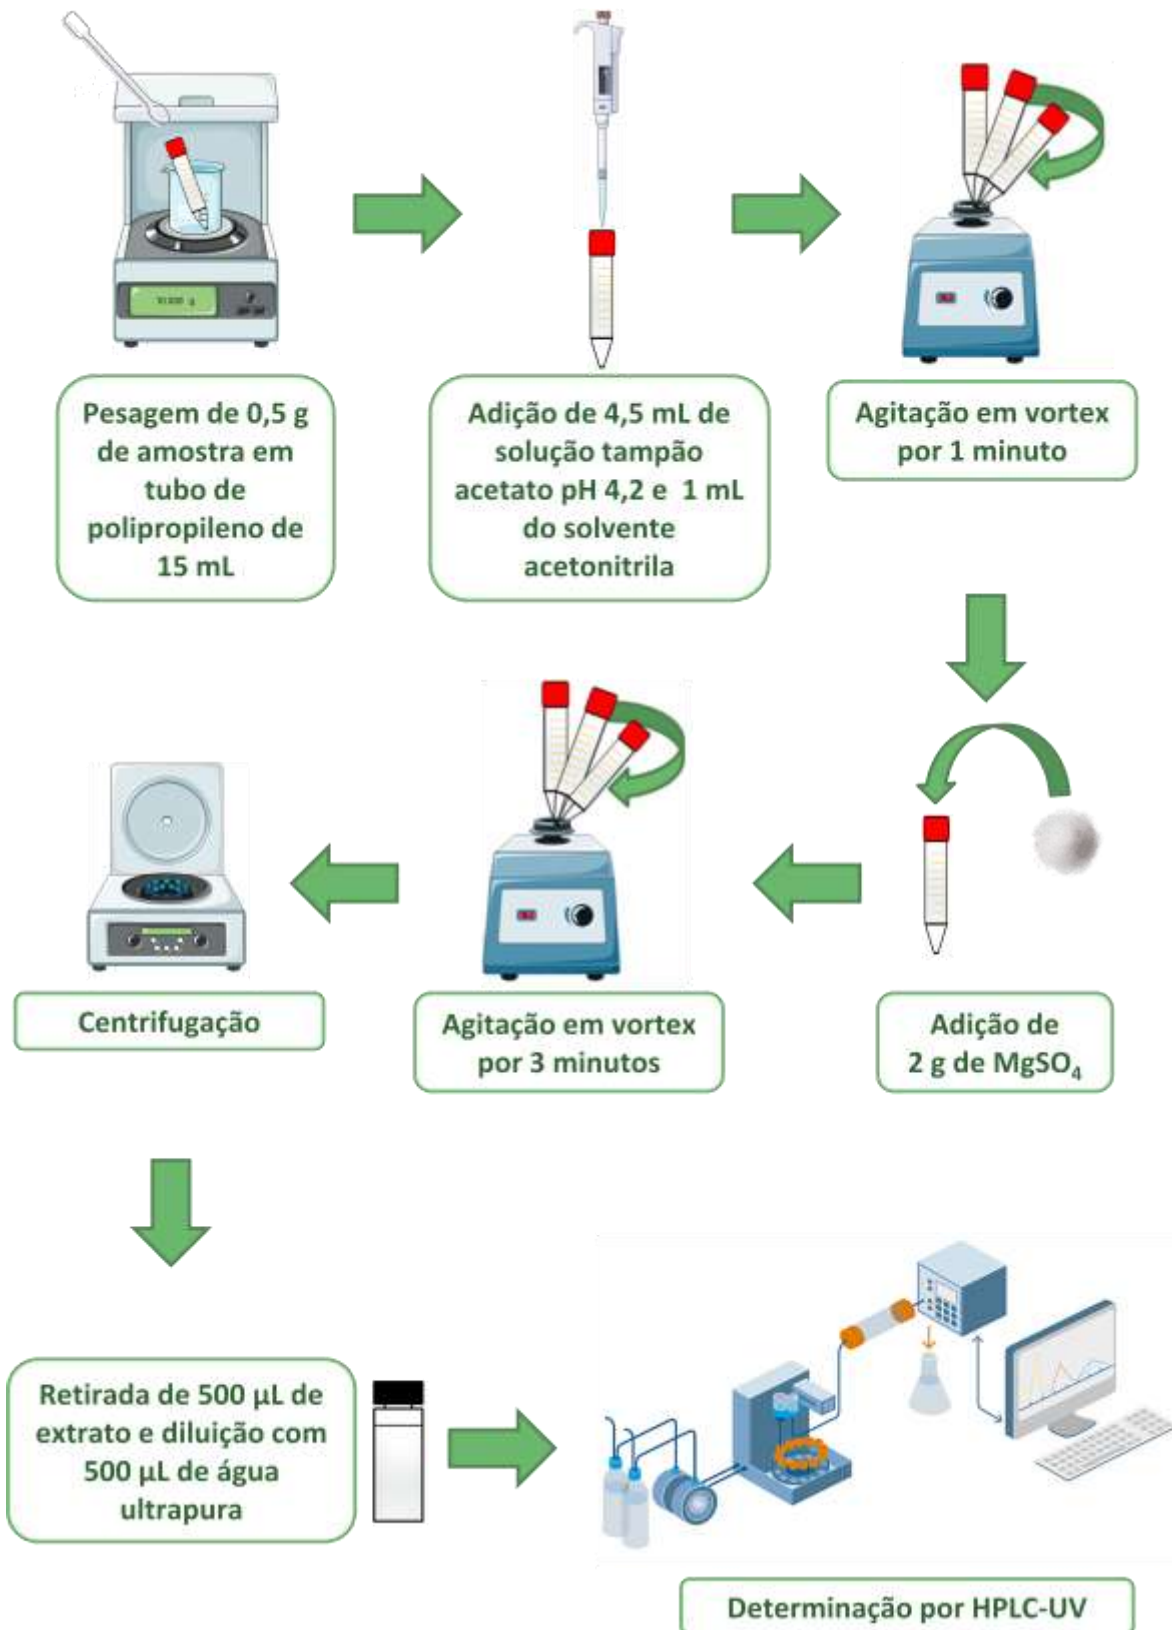 Pesagem de 0,5 g
de amostra em
tubo de
polipropileno de
15 mL
Adição de 4,5 mL de
solução tampão
acetato pH 4,2 e 1 mL
do solvente
acetonitrila
Agitação em vortex
por 1 minuto
Adição de
2 g de MgSO₄
Agitação em vortex
por 3 minutos
Centrifugação
Retirada de 500 µL de
extrato e diluição com
500 µL de água
ultrapura
Determinação por HPLC-UV